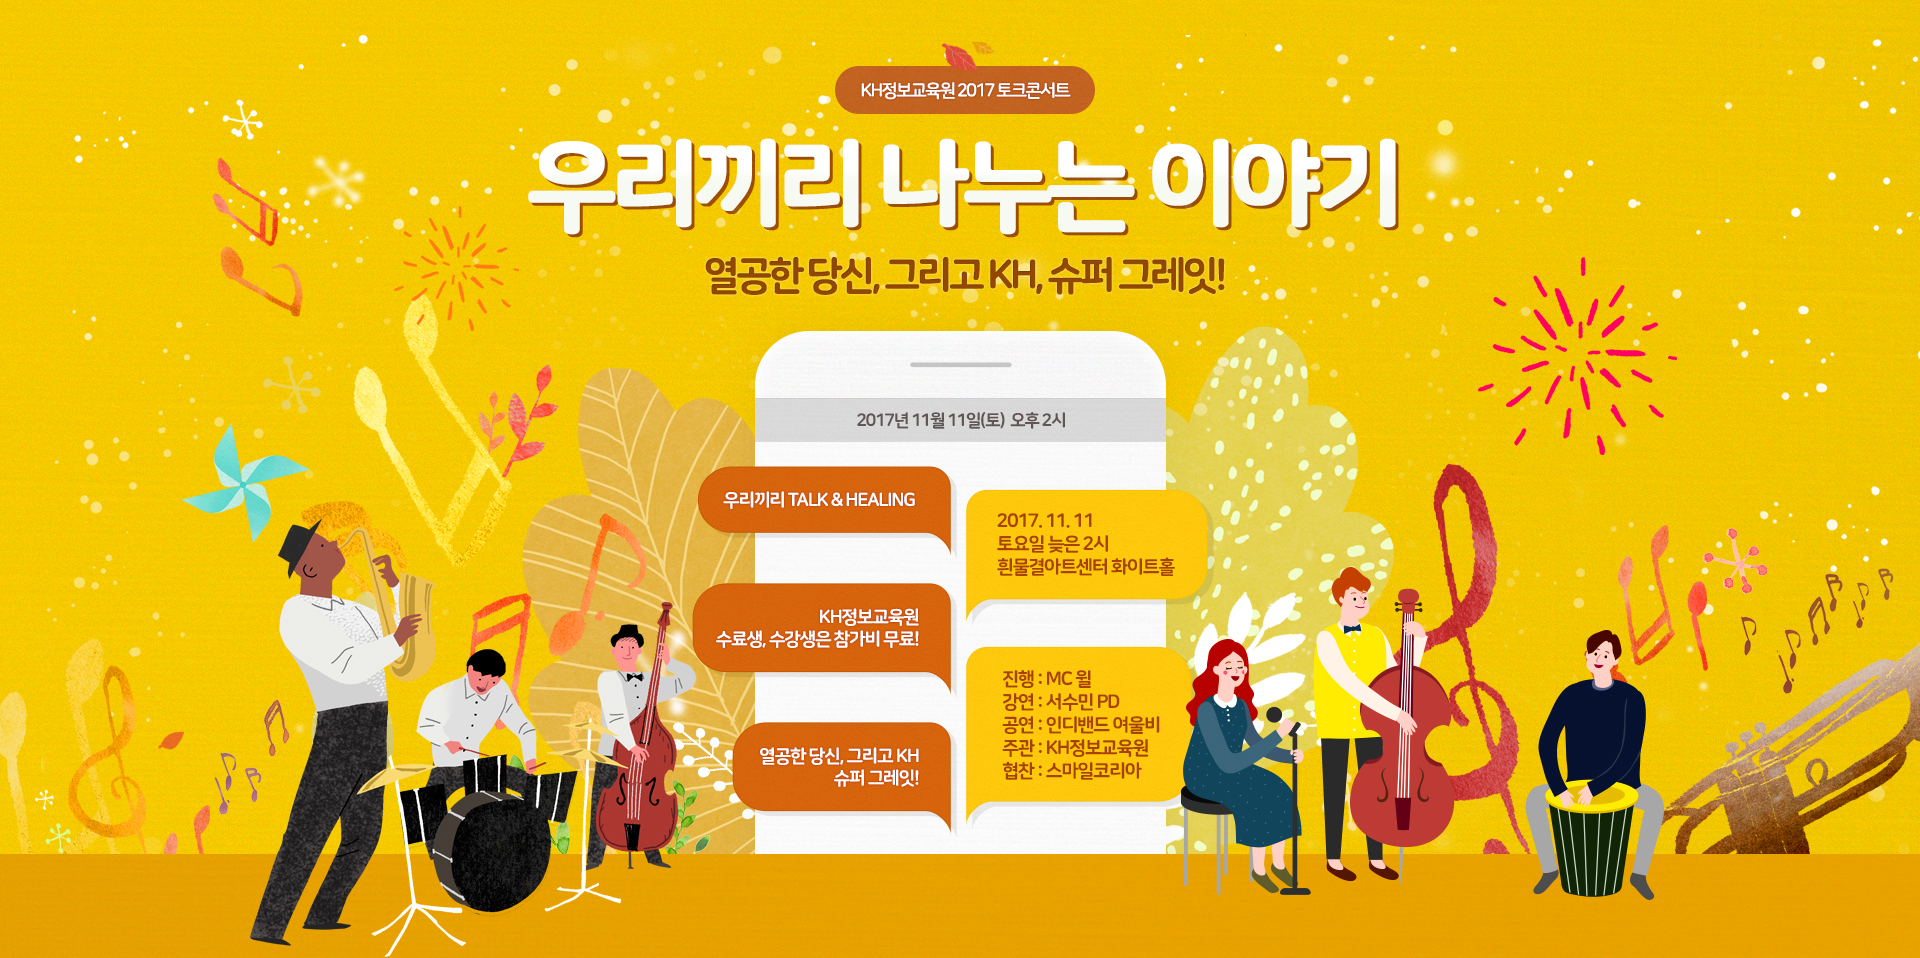 KH정보교육원 2017 토크콘서트
우리끼리 나누는 이야기
열공한 당신, 그리고 KH, 슈퍼 그레잇!
2017년 11월 11일(토) 오후 2시
우리끼리 TALK & HEALING
2017. 11. 11
토요일 늦은 2시
흰물결아트센터 화이트홀
KH정보교육원
수료생, 수강생은 참가비 무료!
진행 : MC 윌
강연 : 서수민 PD
공연 : 인디밴드 여울비
주관 : KH정보교육원
협찬 : 스마일코리아
열공한 당신, 그리고 KH
슈퍼 그레잇!